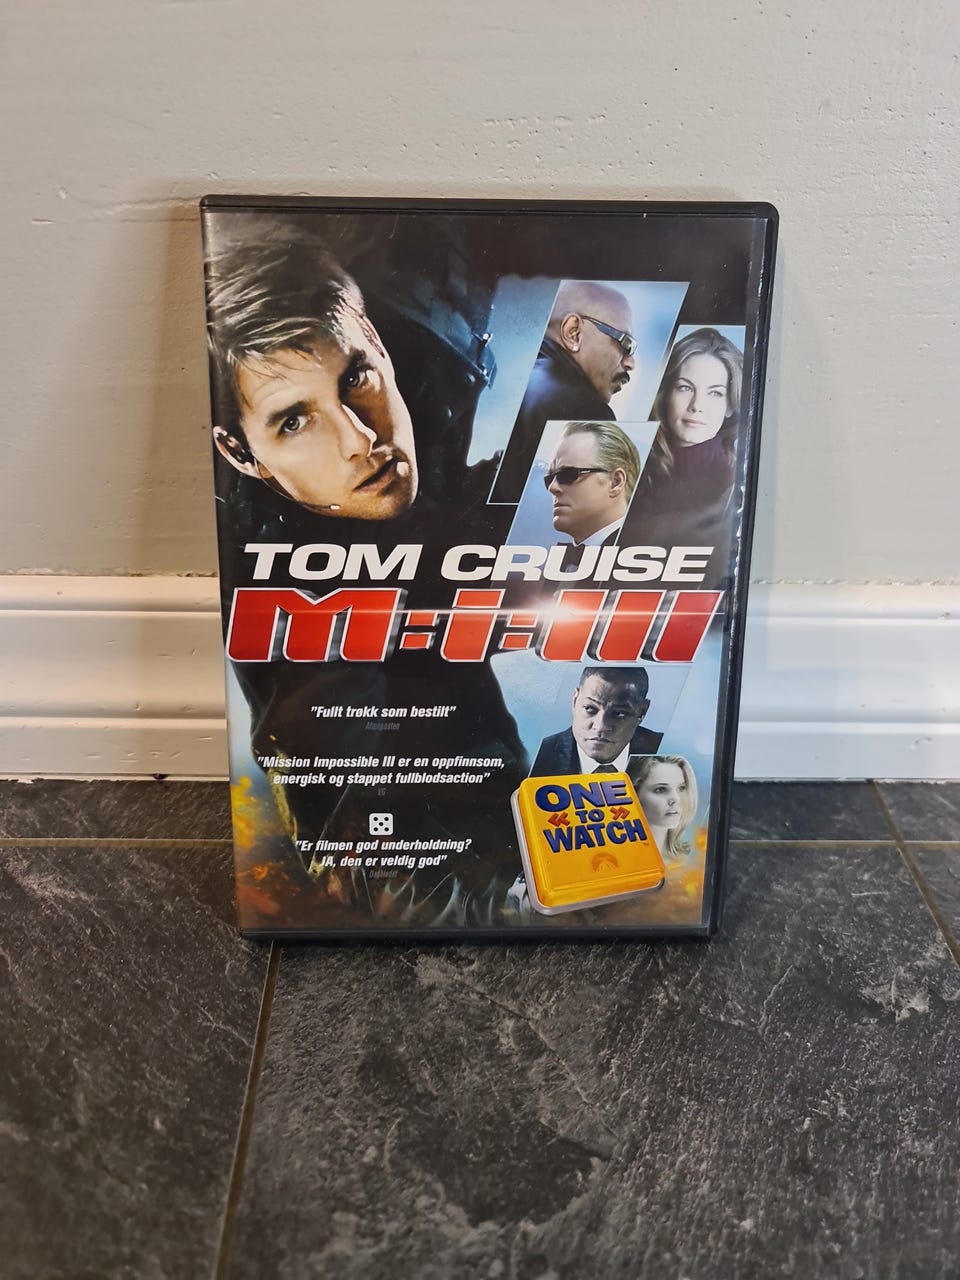 TOM CRUISE
M:i:III
"Fullt trøkk som bestilt"
Aftenposten
"Mission Impossible III er en oppfinnsom,
energisk og stappet fullblodsaction"
VG
"Er filmen god underholdning?
JA, den er veldig god"
Dagbladet
ONE
« TO »
WATCH™